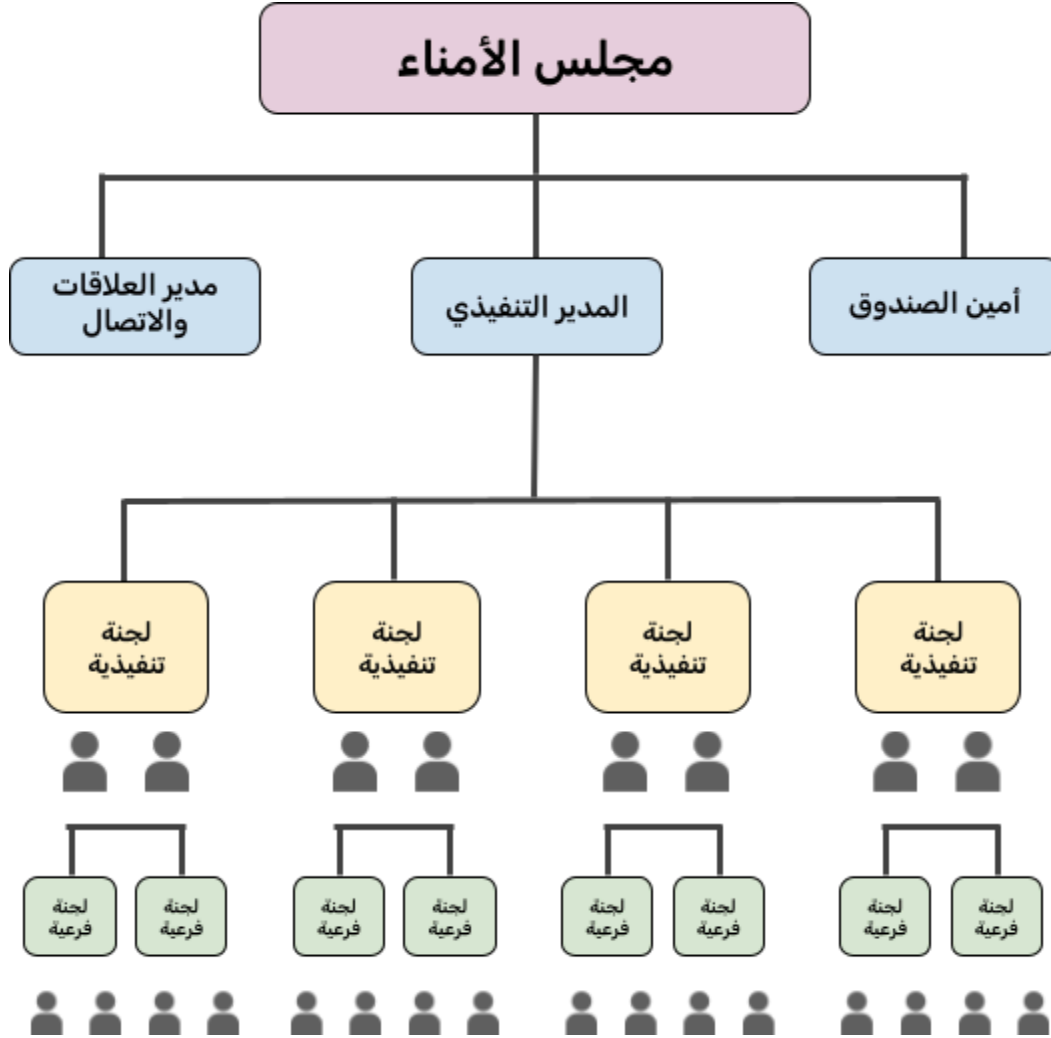 مجلس الأمناء
أمين الصندوق
المدير التنفيذي
مدير العلاقات
والاتصال
لجنة
تنفيذية
لجنة
تنفيذية
لجنة
تنفيذية
لجنة
تنفيذية
لجنة
فرعية
لجنة
فرعية
لجنة
فرعية
لجنة
فرعية
لجنة
فرعية
لجنة
فرعية
لجنة
فرعية
لجنة
فرعية